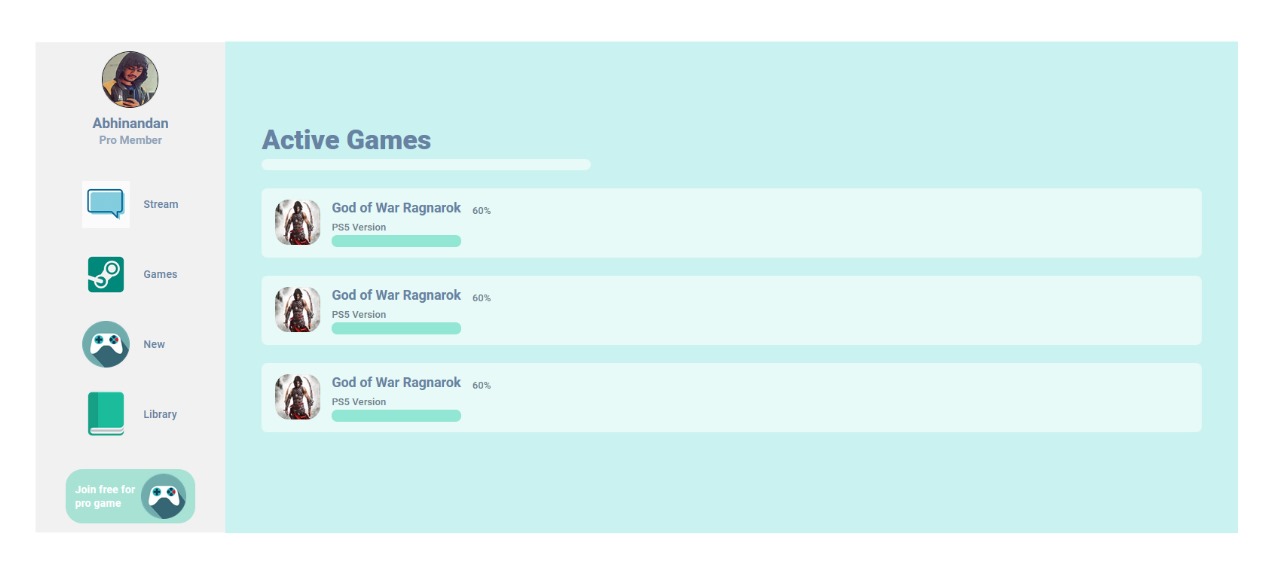 Abhinandan
Pro Member
Stream
Games
New
Library
Join free for
pro game
Active Games
God of War Ragnarok 60%
PS5 Version
God of War Ragnarok 60%
PS5 Version
God of War Ragnarok 60%
PS5 Version